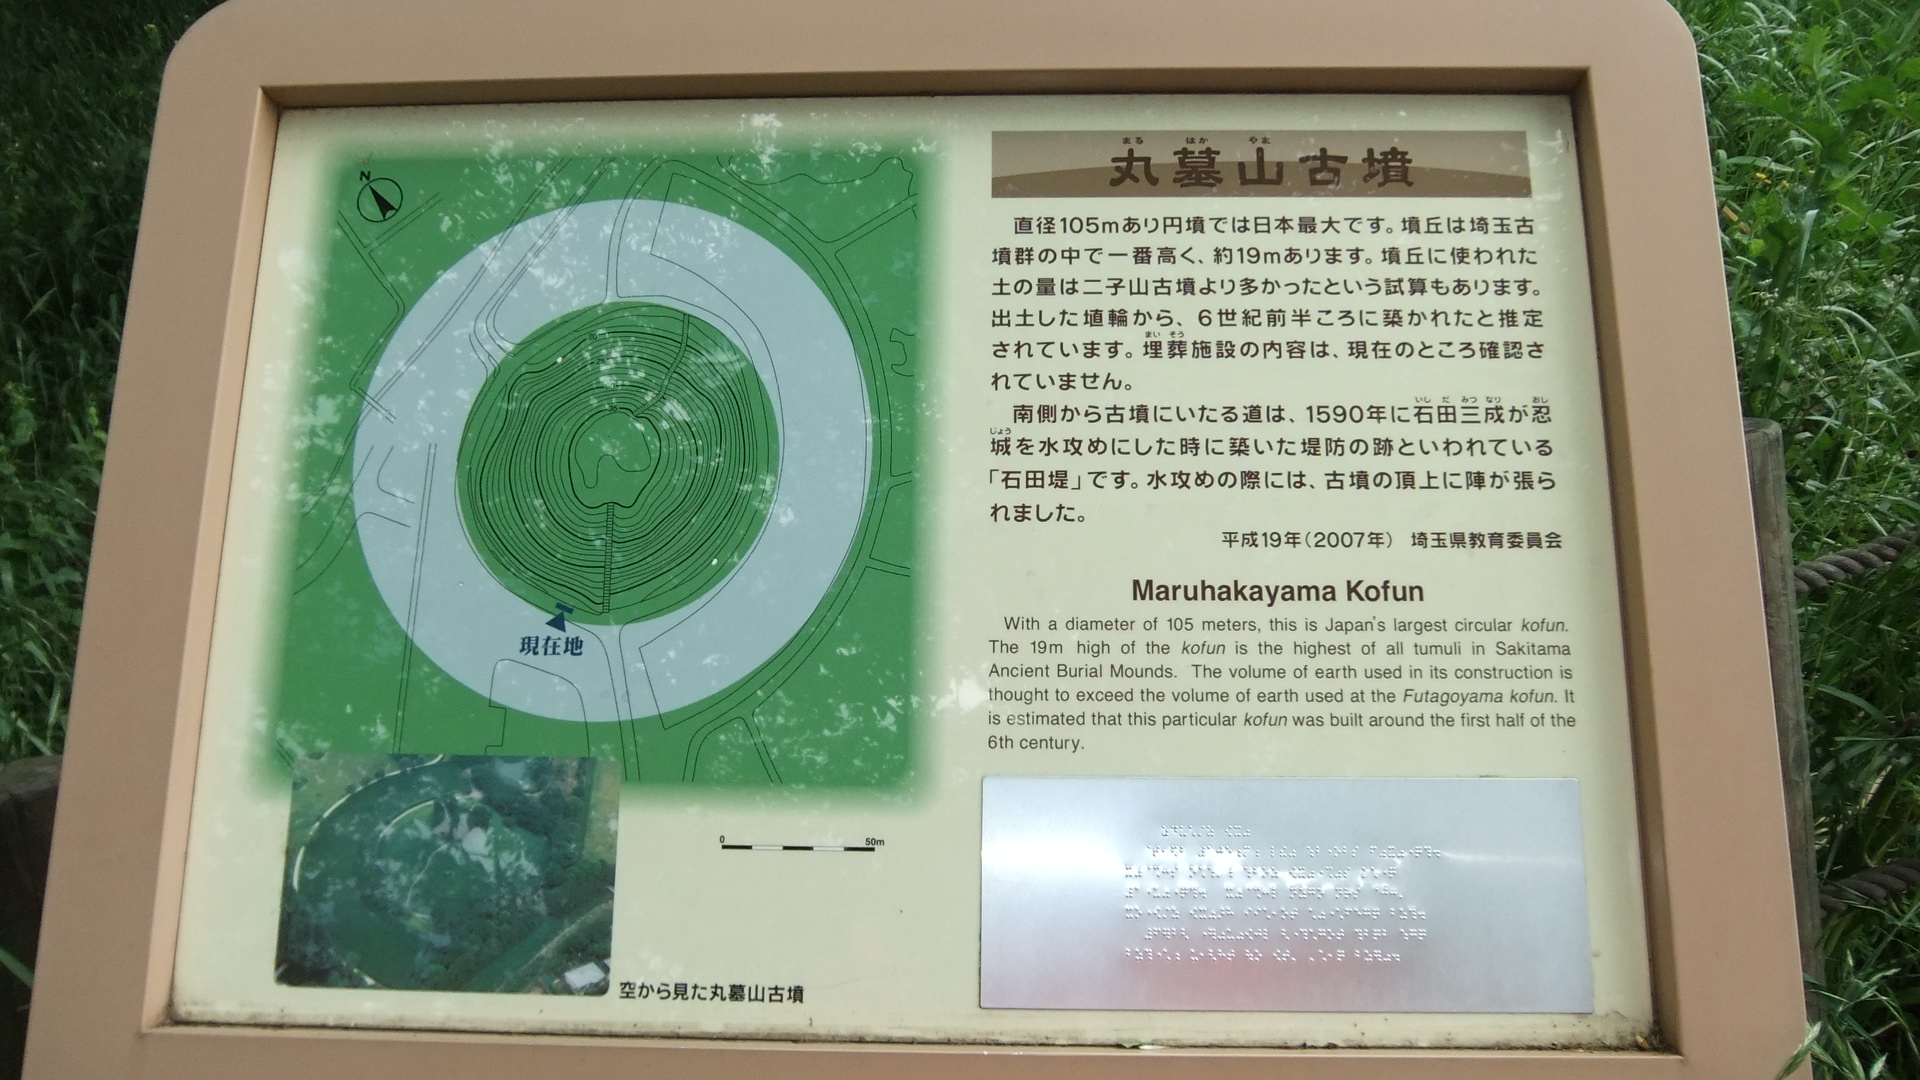 まる はか やま
丸墓山古墳
直径105mあり円墳では日本最大です。墳丘は埼玉古
墳群の中で一番高く、約19mあります。墳丘に使われた
土の量は二子山古墳より多かったという試算もあります。
出土した埴輪から、6世紀前半ころに築かれたと推定
まい そう
されています。埋葬施設の内容は、現在のところ確認さ
れていません。
いし だ みつ なり おし
南側から古墳にいたる道は、1590年に石田三成が忍
じょう
城を水攻めにした時に築いた堤防の跡といわれている
「石田堤」です。水攻めの際には、古墳の頂上に陣が張ら
れました。
平成19年(2007年) 埼玉県教育委員会
Maruhakayama Kofun
With a diameter of 105 meters, this is Japan's largest circular kofun.
The 19m high of the kofun is the highest of all tumuli in Sakitama
Ancient Burial Mounds. The volume of earth used in its construction is
thought to exceed the volume of earth used at the Futagoyama kofun. It
is estimated that this particular kofun was built around the first half of the
6th century.
N
35
現在地
0 50m
空から見た丸墓山古墳